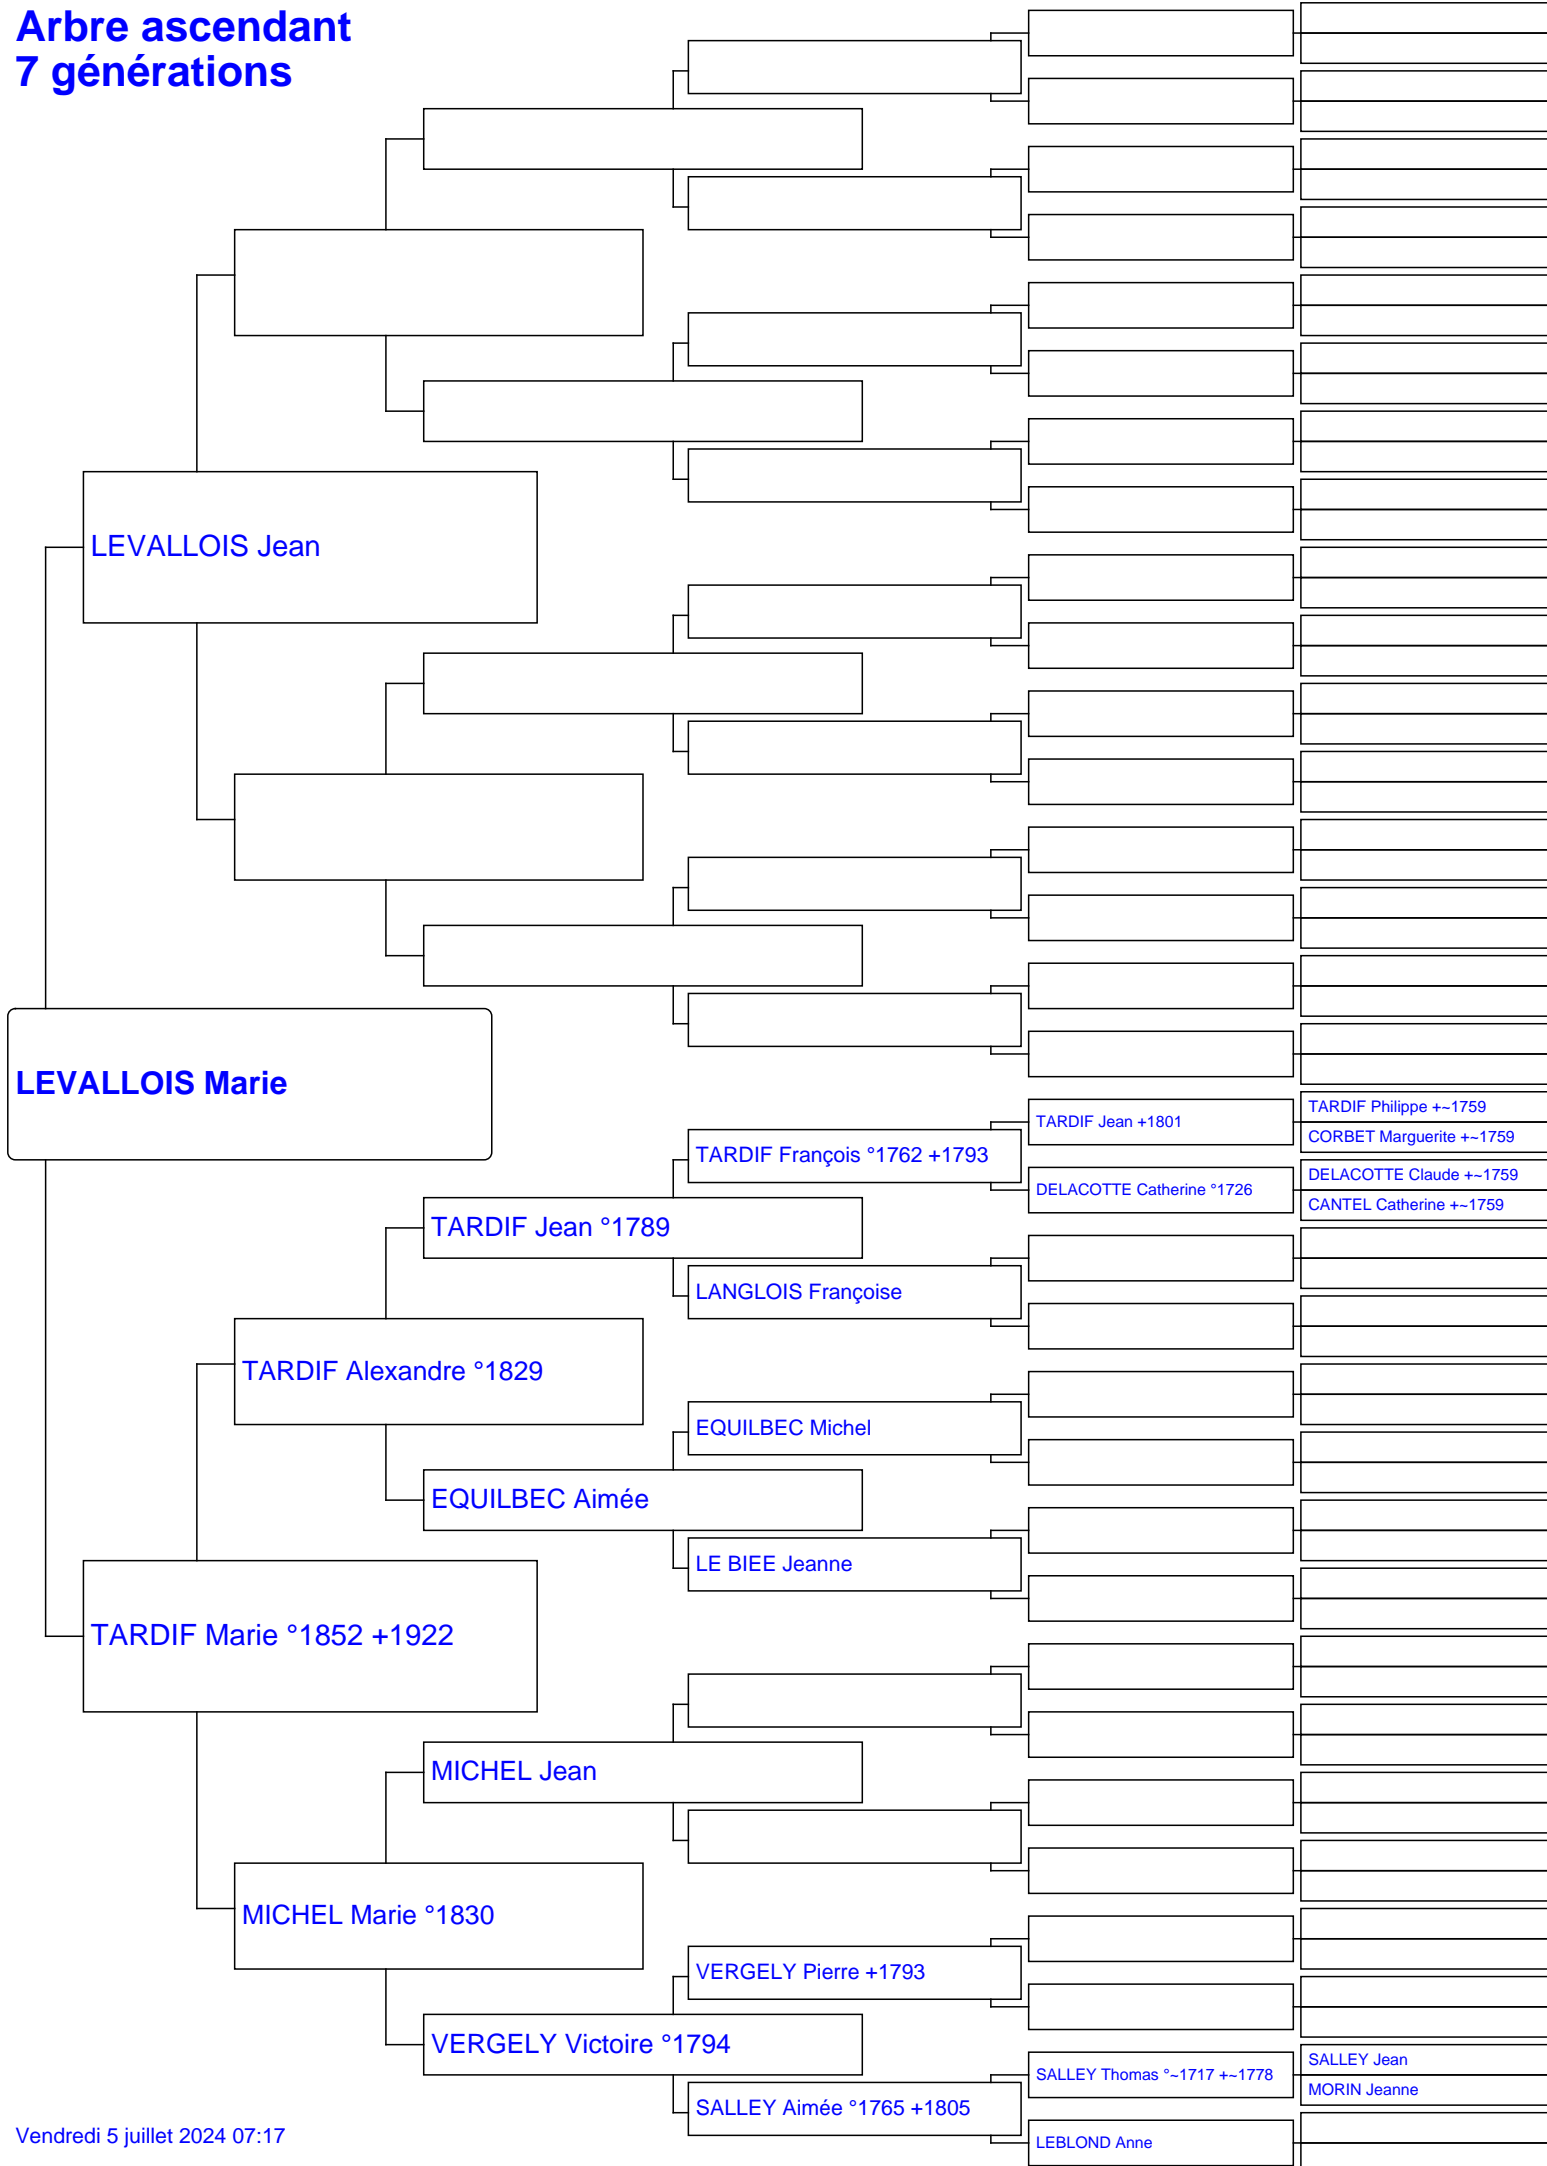 Arbre ascendant
7 générations
LEVALLOIS Jean
LEVALLOIS Marie
TARDIF Philippe +~1759
TARDIF Jean +1801
CORBET Marguerite +~1759
TARDIF François °1762 +1793
DELACOTTE Claude +~1759
DELACOTTE Catherine °1726
CANTEL Catherine +~1759
TARDIF Jean °1789
LANGLOIS Françoise
TARDIF Alexandre °1829
EQUILBEC Michel
EQUILBEC Aimée
LE BIEE Jeanne
TARDIF Marie °1852 +1922
MICHEL Jean
MICHEL Marie °1830
VERGELY Pierre +1793
VERGELY Victoire °1794
SALLEY Jean
SALLEY Thomas °~1717 +~1778
MORIN Jeanne
SALLEY Aimée °1765 +1805
LEBLOND Anne
Vendredi 5 juillet 2024 07:17